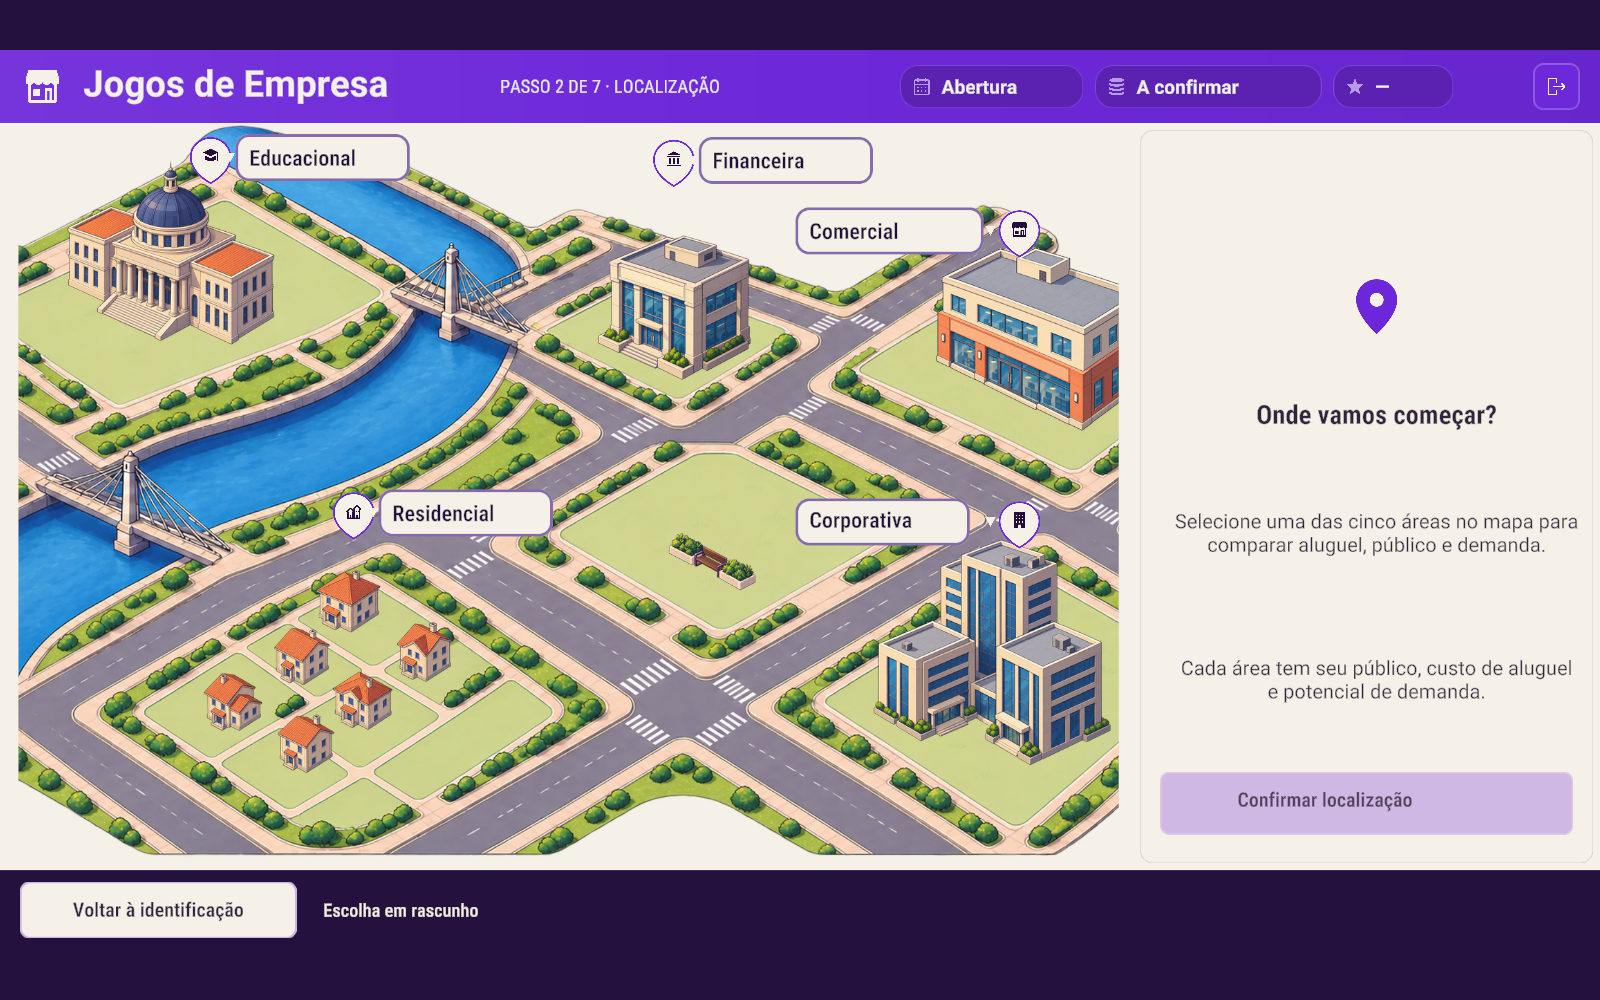 Jogos de Empresa
PASSO 2 DE 7 · LOCALIZAÇÃO
Abertura
A confirmar
–
Educacional
Financeira
Comercial
Residencial
Corporativa
Onde vamos começar?
Selecione uma das cinco áreas no mapa para
comparar aluguel, público e demanda.
Cada área tem seu público, custo de aluguel
e potencial de demanda.
Confirmar localização
Voltar à identificação
Escolha em rascunho